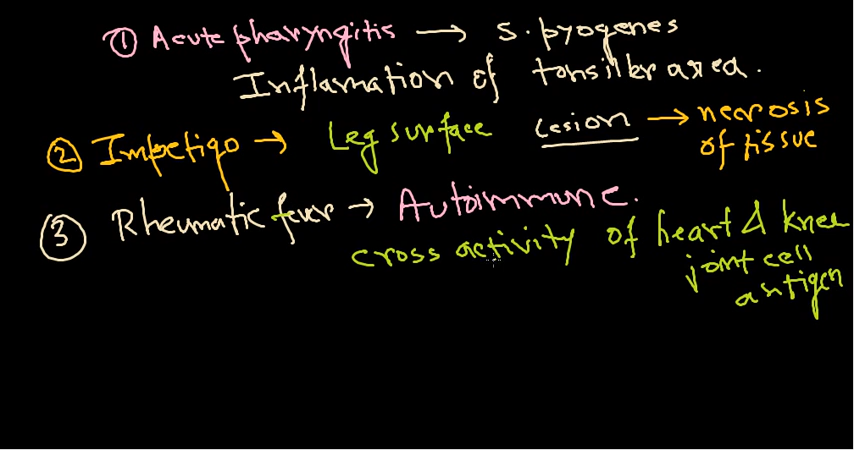 ① Acute pharyngitis → S. pyogenes
Inflamation of tonsiller area.
② Impetigo → Leg surface Lesion → necrosis
of tissue
③ Rheumatic fever → Autoimmune.
cross activity of heart & knee
joint cell
antigen